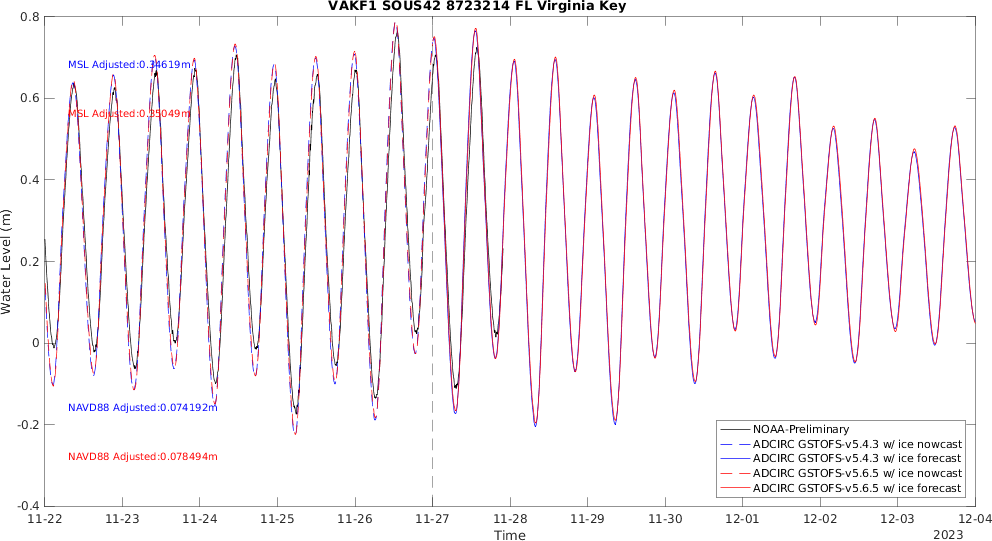 VAKF1 SOUS42 8723214 FL Virginia Key
Water Level (m)
0.8
0.6
0.4
0.2
0
-0.2
-0.4
MSL Adjusted:0.34619m
MSL Adjusted:0.35049m
NAVD88 Adjusted:0.074192m
NAVD88 Adjusted:0.078494m
NOAA-Preliminary
ADCIRC GSTOFS-v5.4.3 w/ ice nowcast
ADCIRC GSTOFS-v5.4.3 w/ ice forecast
ADCIRC GSTOFS-v5.6.5 w/ ice nowcast
ADCIRC GSTOFS-v5.6.5 w/ ice forecast
11-22 11-23 11-24 11-25 11-26 11-27 11-28 11-29 11-30 12-01 12-02 12-03 12-04
Time
2023